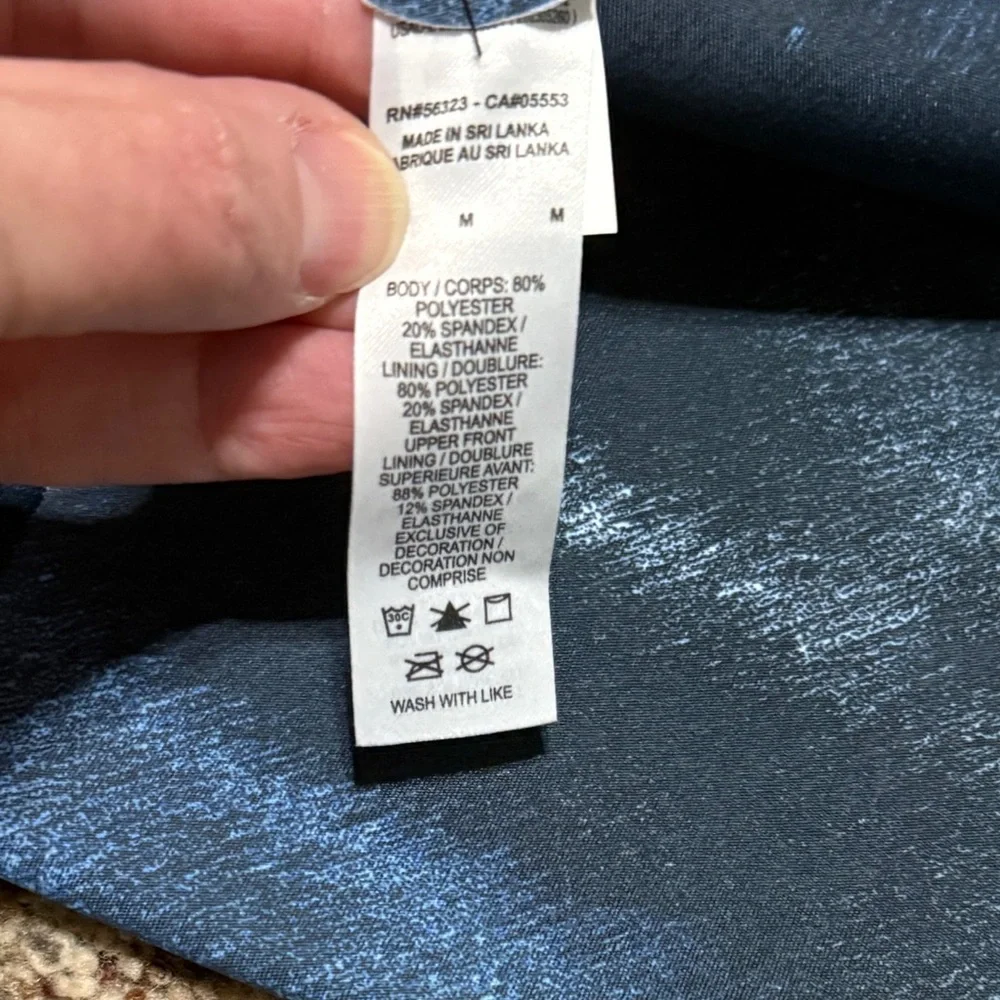 RN#56323 - CA#05553
MADE IN SRI LANKA
ABRIQUE AU SRI LANKA
M M
BODY / CORPS: 80%
POLYESTER
20% SPANDEX /
ELASTHANNE
LINING / DOUBLURE:
80% POLYESTER
20% SPANDEX /
ELASTHANNE
UPPER FRONT
LINING / DOUBLURE
SUPERIEURE AVANT:
88% POLYESTER
12% SPANDEX /
ELASTHANNE
EXCLUSIVE OF
DECORATION /
DECORATION NON
COMPRISE
30C
WASH WITH LIKE